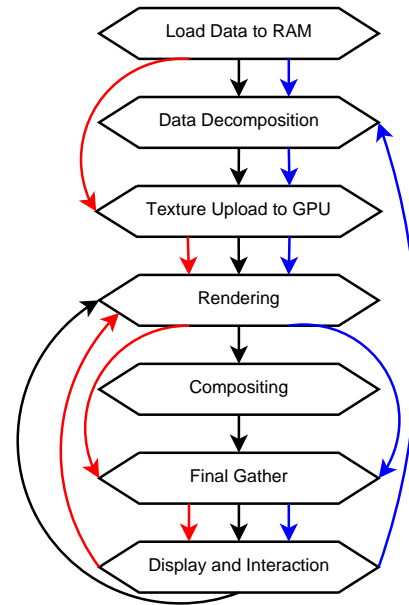 Load Data to RAM
Data Decomposition
Texture Upload to GPU
Rendering
Compositing
Final Gather
Display and Interaction